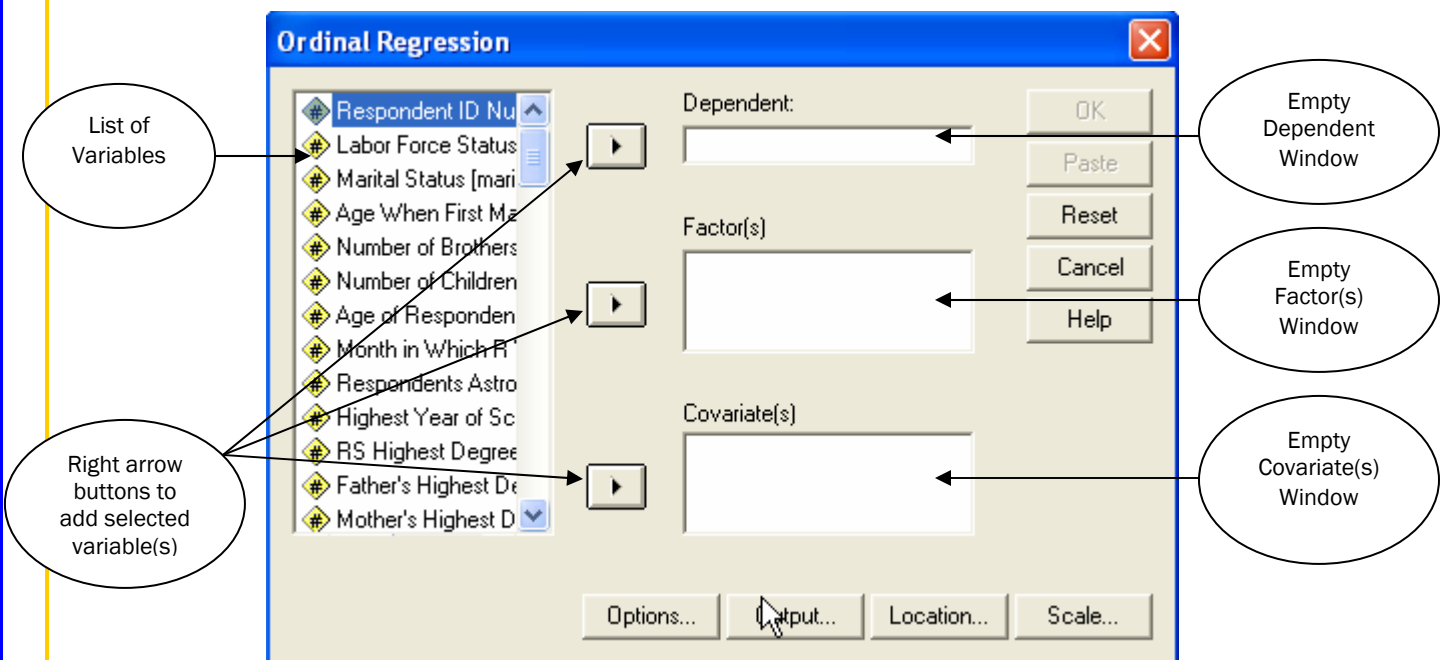 Ordinal Regression
List of
Variables
Respondent ID Nu
Labor Force Status
Marital Status [mari
Age When First Ma
Number of Brothers
Number of Children
Age of Responden
Month in Which R
Respondents Astro
Highest Year of Sc
RS Highest Degree
Father's Highest De
Mother's Highest D
Right arrow
buttons to
add selected
variable(s)
Dependent:
Factor(s)
Covariate(s)
OK
Paste
Reset
Cancel
Help
Empty
Dependent
Window
Empty
Factor(s)
Window
Empty
Covariate(s)
Window
Options...
Output...
Location...
Scale...